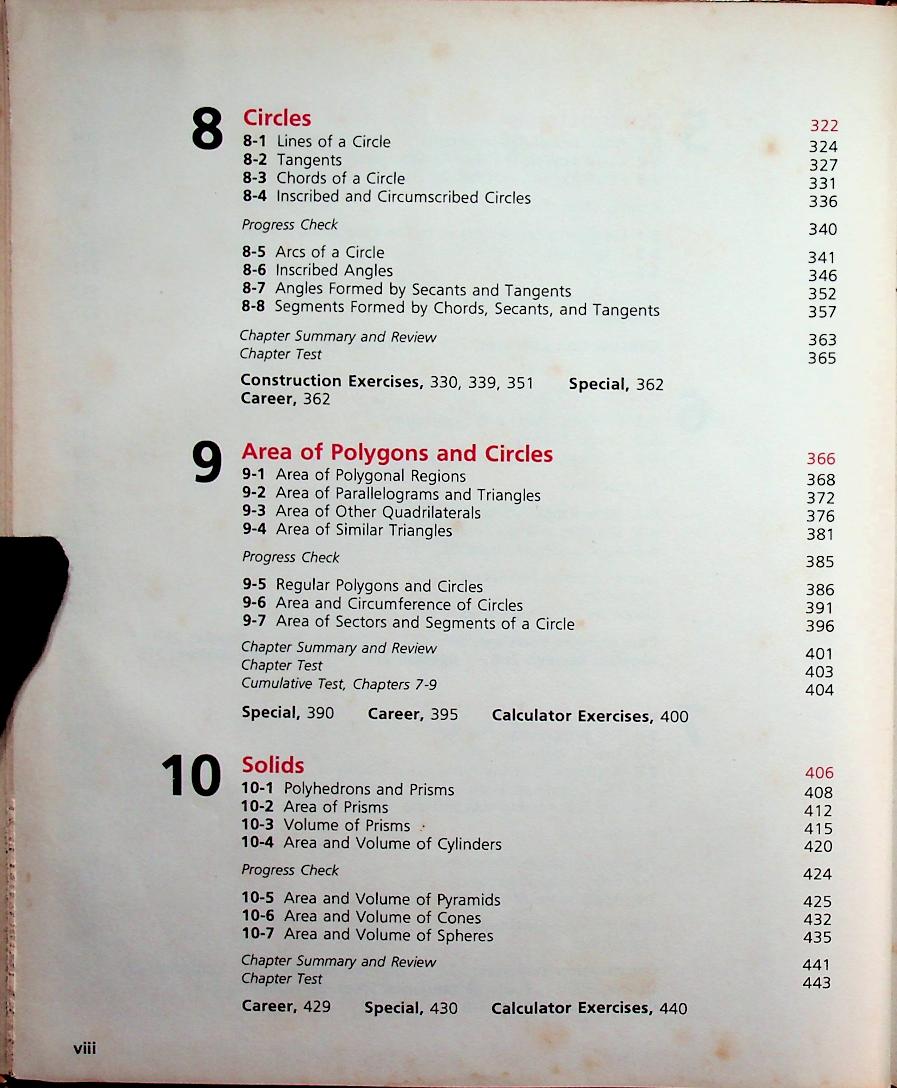 8 Circles 322
8-1 Lines of a Circle 324
8-2 Tangents 327
8-3 Chords of a Circle 331
8-4 Inscribed and Circumscribed Circles 336
Progress Check 340
8-5 Arcs of a Circle 341
8-6 Inscribed Angles 346
8-7 Angles Formed by Secants and Tangents 352
8-8 Segments Formed by Chords, Secants, and Tangents 357
Chapter Summary and Review 363
Chapter Test 365
Construction Exercises, 330, 339, 351 Special, 362
Career, 362
9 Area of Polygons and Circles 366
9-1 Area of Polygonal Regions 368
9-2 Area of Parallelograms and Triangles 372
9-3 Area of Other Quadrilaterals 376
9-4 Area of Similar Triangles 381
Progress Check 385
9-5 Regular Polygons and Circles 386
9-6 Area and Circumference of Circles 391
9-7 Area of Sectors and Segments of a Circle 396
Chapter Summary and Review 401
Chapter Test 403
Cumulative Test, Chapters 7-9 404
Special, 390 Career, 395 Calculator Exercises, 400
10 Solids 406
10-1 Polyhedrons and Prisms 408
10-2 Area of Prisms 412
10-3 Volume of Prisms 415
10-4 Area and Volume of Cylinders 420
Progress Check 424
10-5 Area and Volume of Pyramids 425
10-6 Area and Volume of Cones 432
10-7 Area and Volume of Spheres 435
Chapter Summary and Review 441
Chapter Test 443
Career, 429 Special, 430 Calculator Exercises, 440
viii